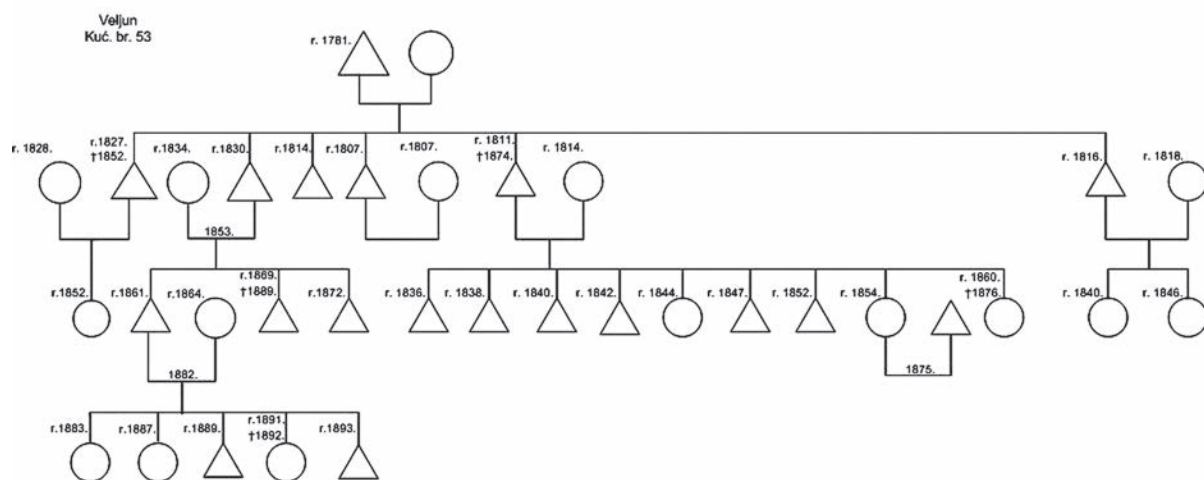 Veljun
Kuć. br. 53
r. 1781.
r. 1828.
r.1827.
†1852.
r.1834.
r.1830.
r.1814.
r.1807.
r.1807.
r. 1811.
†1874.
r. 1814.
r. 1816.
r. 1818.
1853.
r.1852.
r.1861.
r.1864.
r.1869.
†1889.
r.1872.
r.1836.
r. 1838.
r. 1840.
r. 1842.
r. 1844.
r. 1847.
r. 1852.
r. 1854.
r. 1860.
†1876.
r. 1840.
r. 1846.
1882.
1875.
r.1883.
r.1887.
r.1889.
r.1891.
†1892.
r.1893.